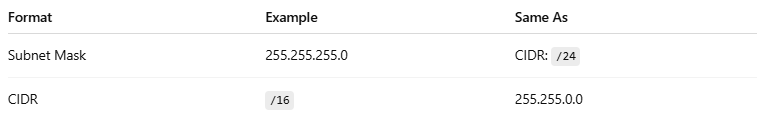 Format Example Same As
Subnet Mask 255.255.255.0 CIDR: /24
CIDR /16 255.255.0.0